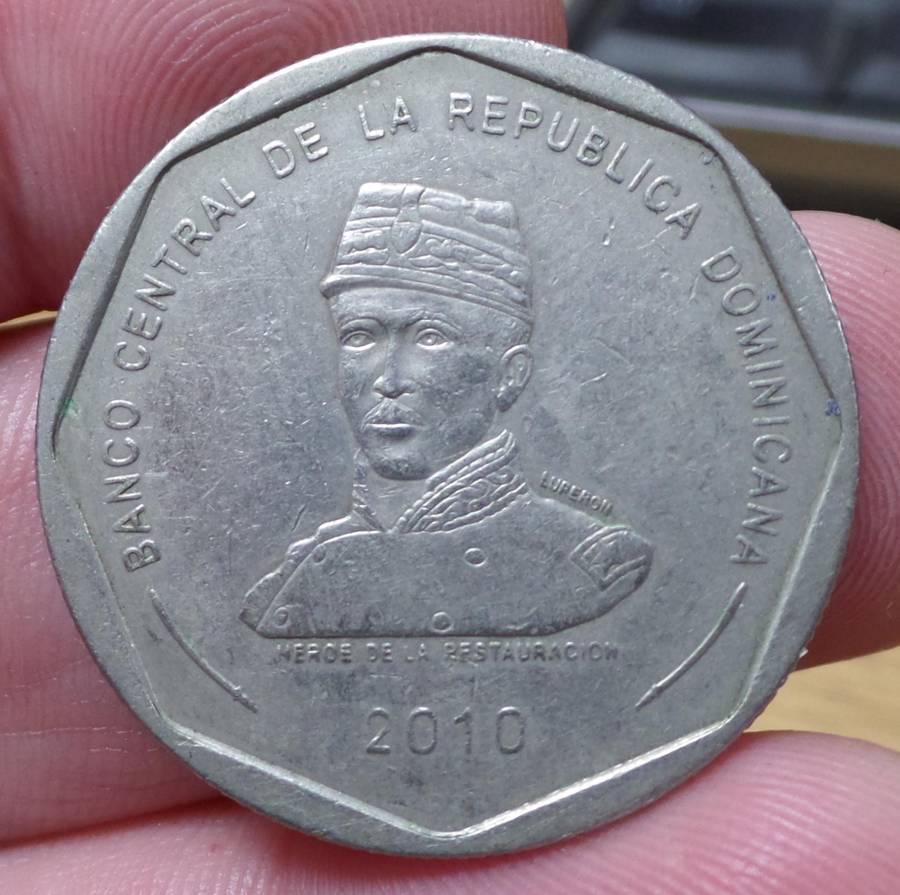 BANCO CENTRAL DE LA REPUBLICA DOMINICANA
LUPERON
HEROE DE LA RESTAURACION
2010